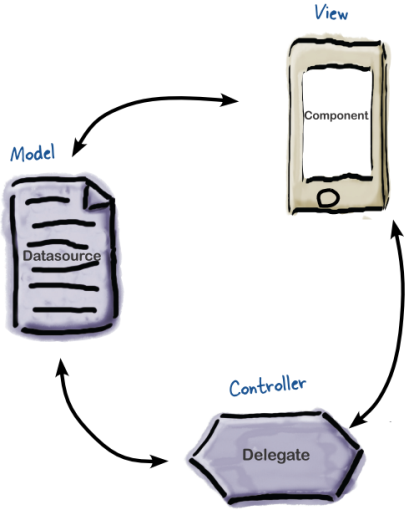 View
Component
Model
Datasource
Controller
Delegate